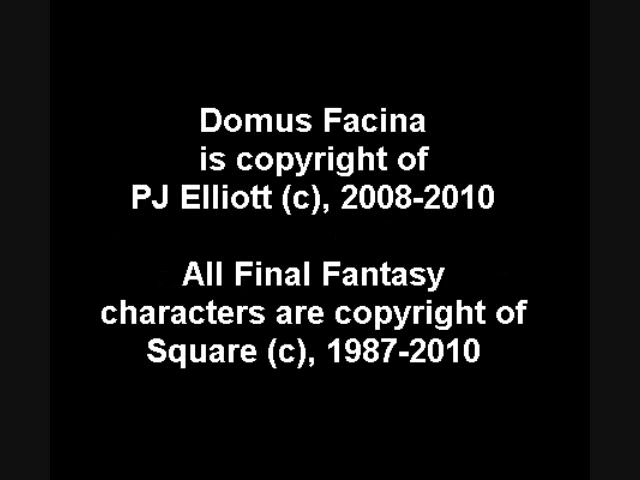 Domus Facina
is copyright of
PJ Elliott (c), 2008-2010
All Final Fantasy
characters are copyright of
Square (c), 1987-2010